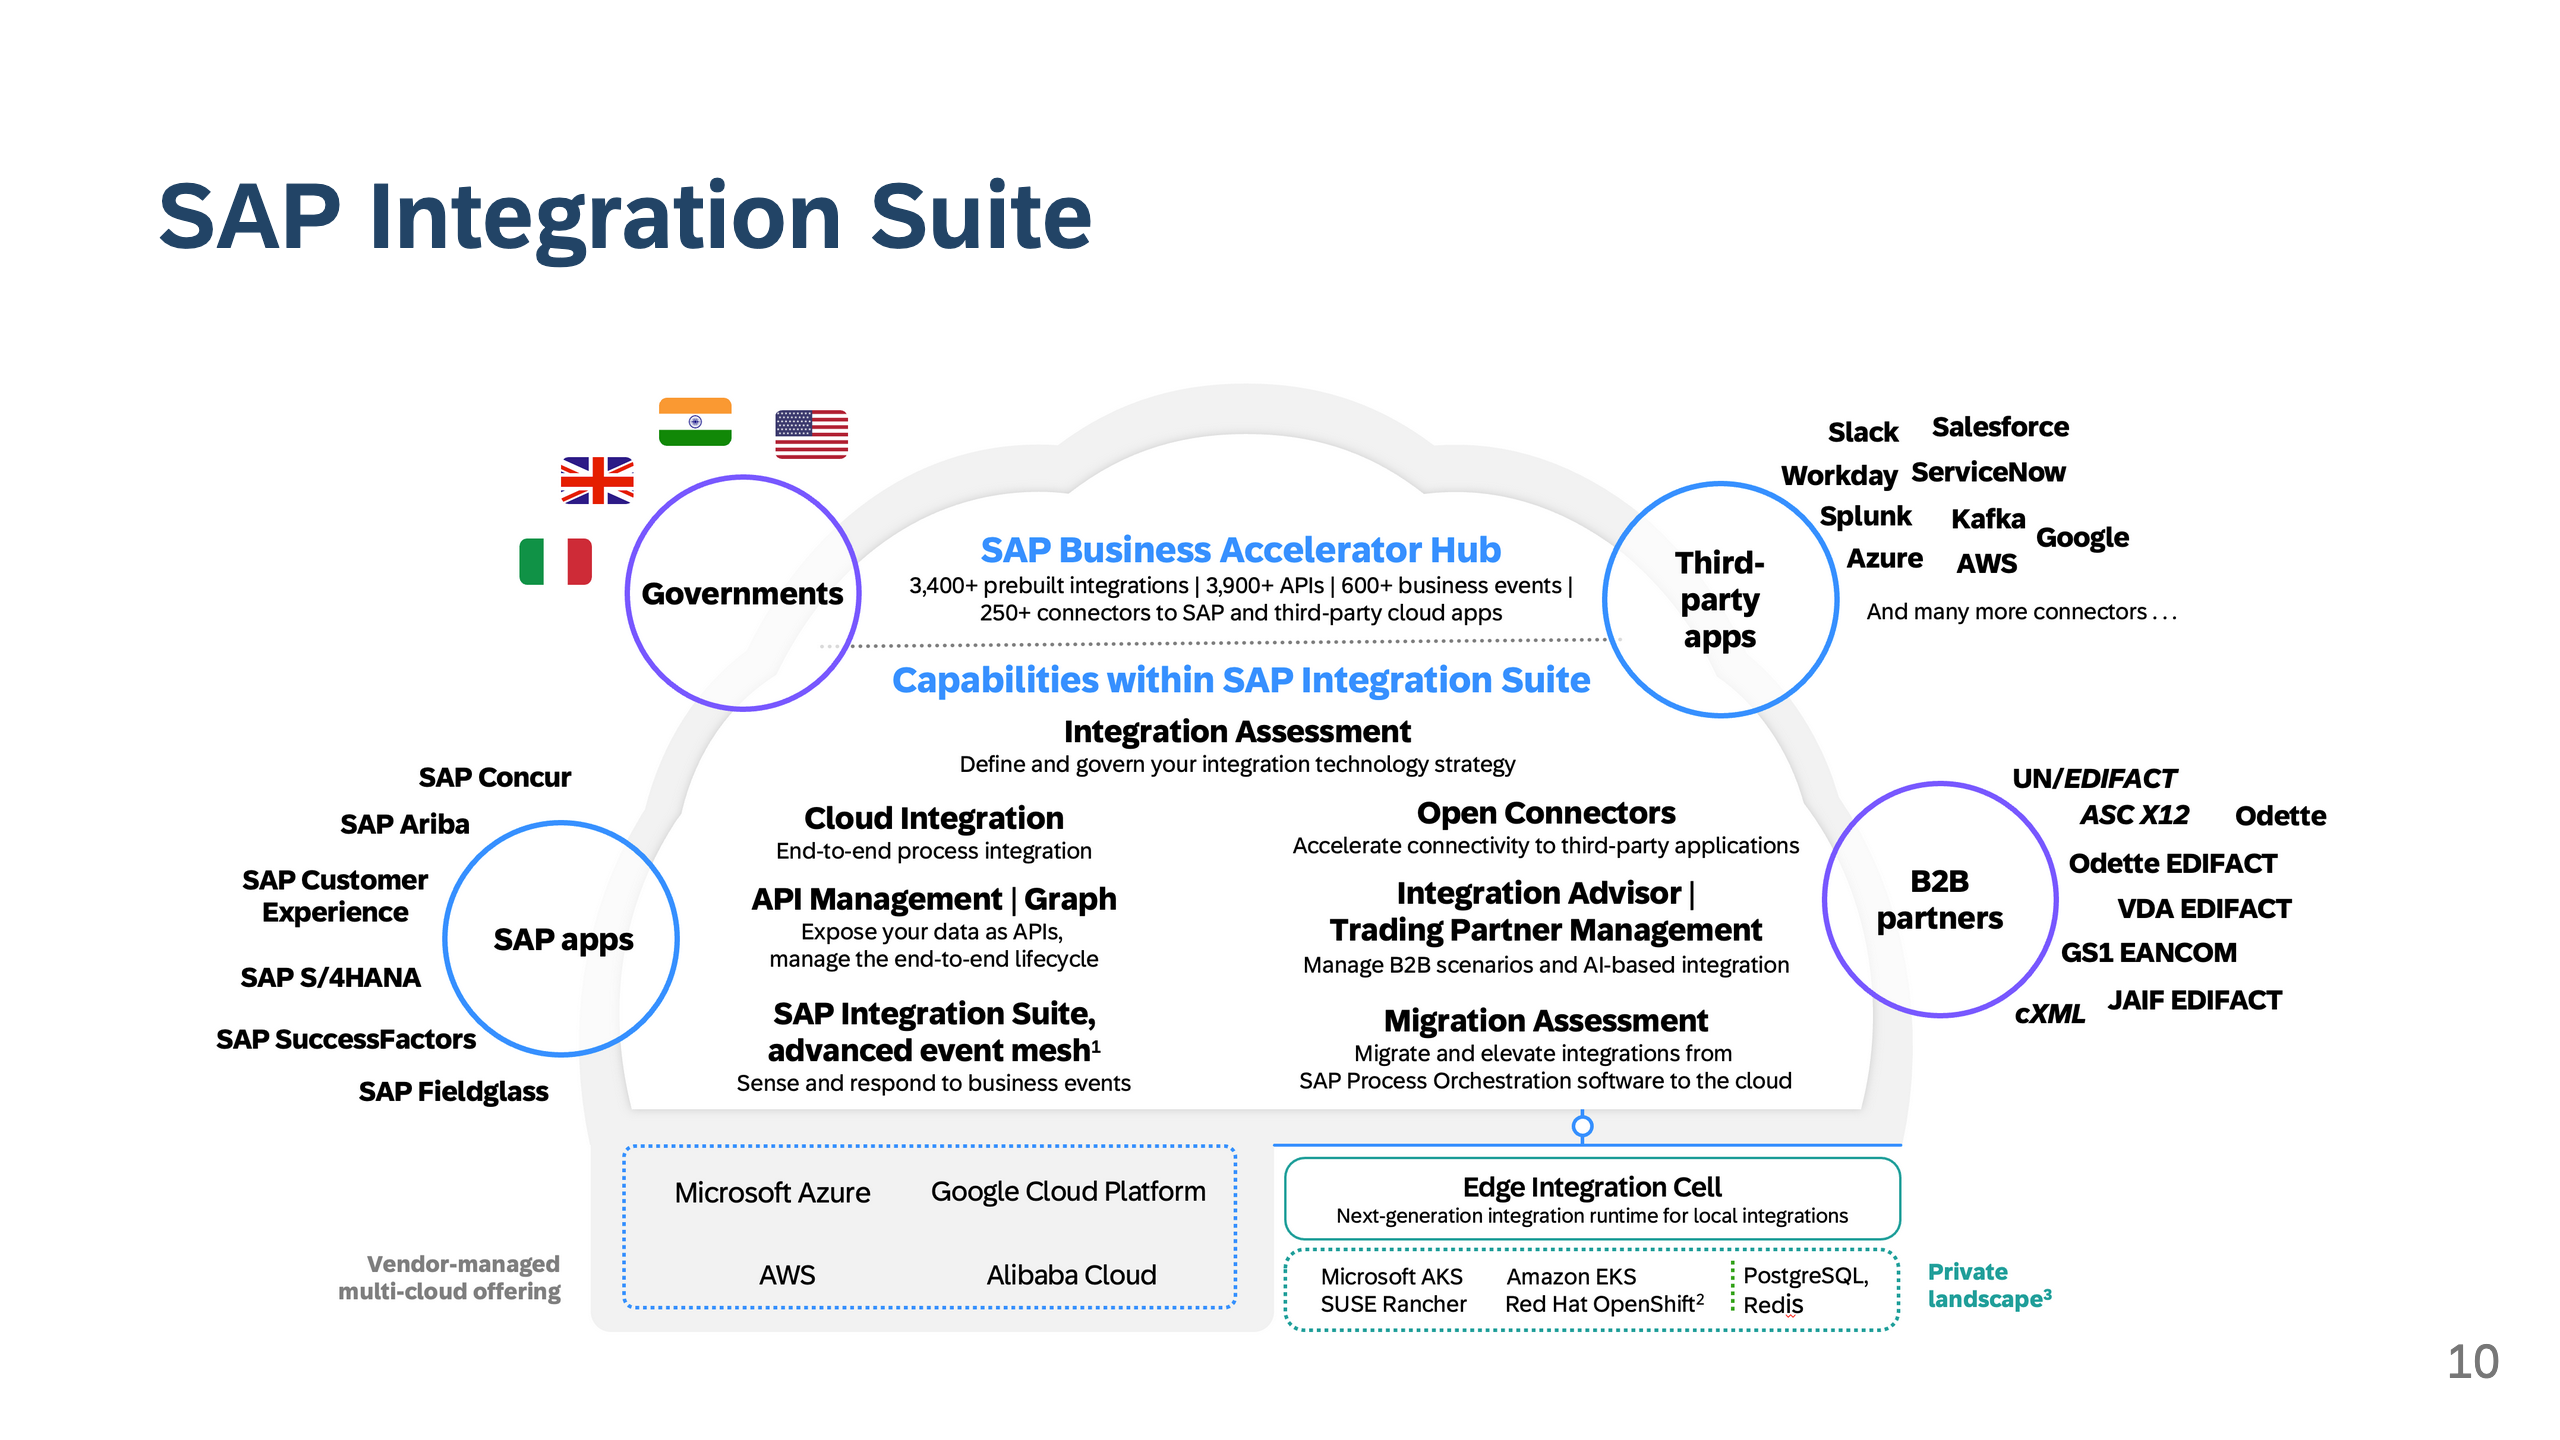 SAP Integration Suite
SAP Business Accelerator Hub
3,400+ prebuilt integrations | 3,900+ APIs | 600+ business events |
250+ connectors to SAP and third-party cloud apps
Capabilities within SAP Integration Suite
Integration Assessment
Define and govern your integration technology strategy
Cloud Integration
End-to-end process integration
API Management | Graph
Expose your data as APIs,
manage the end-to-end lifecycle
SAP Integration Suite,
advanced event mesh¹
Sense and respond to business events
Open Connectors
Accelerate connectivity to third-party applications
Integration Advisor |
Trading Partner Management
Manage B2B scenarios and AI-based integration
Migration Assessment
Migrate and elevate integrations from
SAP Process Orchestration software to the cloud
Governments
SAP apps
SAP Concur
SAP Ariba
SAP Customer
Experience
SAP S/4HANA
SAP SuccessFactors
SAP Fieldglass
Third-
party
apps
Slack
Salesforce
Workday
ServiceNow
Splunk
Kafka
Google
Azure
AWS
And many more connectors . . .
B2B
partners
UN/EDIFACT
ASC X12
Odette
Odette EDIFACT
VDA EDIFACT
GS1 EANCOM
cXML
JAIF EDIFACT
Vendor-managed
multi-cloud offering
Microsoft Azure
Google Cloud Platform
AWS
Alibaba Cloud
Edge Integration Cell
Next-generation integration runtime for local integrations
Microsoft AKS
SUSE Rancher
Amazon EKS
Red Hat OpenShift²
PostgreSQL,
Redis
Private
landscape³
10